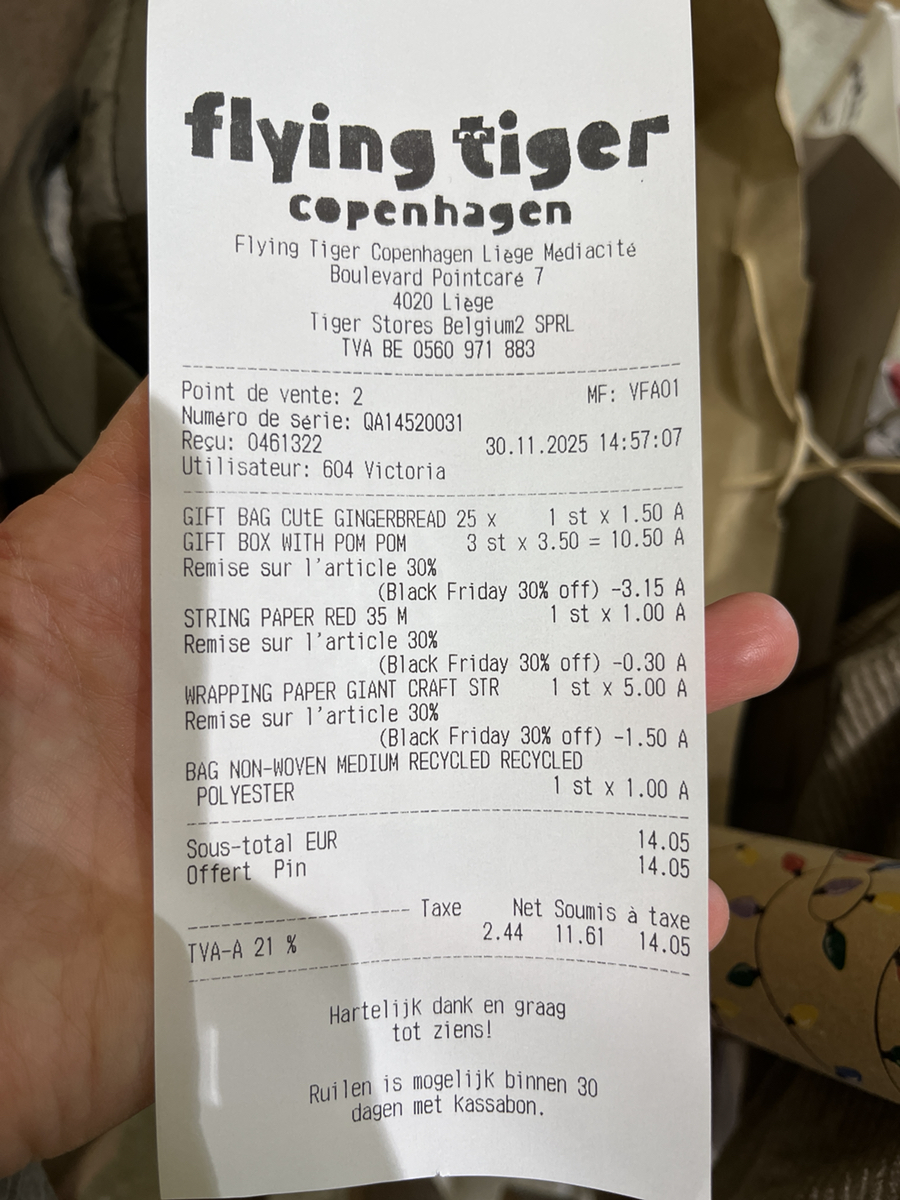 flying tiger
copenhagen
Flying Tiger Copenhagen Liège Médiacité
Boulevard Pointcaré 7
4020 Liège
Tiger Stores Belgium2 SPRL
TVA BE 0560 971 883
Point de vente: 2 MF: VFA01
Numéro de série: QA14520031
Reçu: 0461322 30.11.2025 14:57:07
Utilisateur: 604 Victoria
GIFT BAG CUtE GINGERBREAD 25 x 1 st x 1.50 A
GIFT BOX WITH POM POM 3 st x 3.50 = 10.50 A
Remise sur l'article 30%
(Black Friday 30% off) -3.15 A
STRING PAPER RED 35 M 1 st x 1.00 A
Remise sur l'article 30%
(Black Friday 30% off) -0.30 A
WRAPPING PAPER GIANT CRAFT STR 1 st x 5.00 A
Remise sur l'article 30%
(Black Friday 30% off) -1.50 A
BAG NON-WOVEN MEDIUM RECYCLED RECYCLED
POLYESTER 1 st x 1.00 A
Sous-total EUR 14.05
Offert Pin 14.05
Taxe Net Soumis à taxe
TVA-A 21 % 2.44 11.61 14.05
Hartelijk dank en graag
tot ziens!
Ruilen is mogelijk binnen 30
dagen met kassabon.